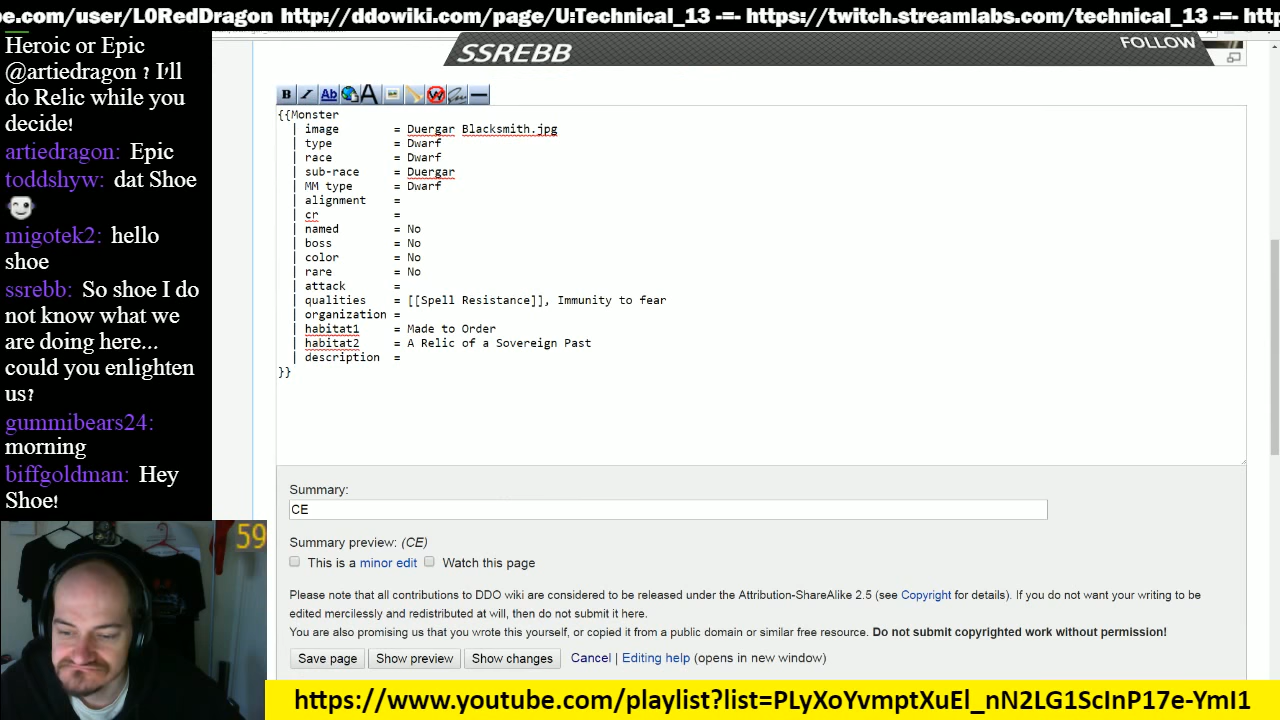 be.com/user/L0RedDragon http://ddowiki.com/page/U:Technical_13 -=- https://twitch.streamlabs.com/technical_13 -=- http
Heroic or Epic
@artiedragon ? I'll
do Relic while you
decide!
artiedragon: Epic
toddshyw: dat Shoe
migotek2: hello
shoe
ssrebb: So shoe I do
not know what we
are doing here...
could you enlighten
us?
gummibears24:
morning
biffgoldman: Hey
Shoe!
59
SSREBB
FOLLOW
B I Ab A W
{{Monster
| image = Duergar Blacksmith.jpg
| type = Dwarf
| race = Dwarf
| sub-race = Duergar
| MM type = Dwarf
| alignment =
| cr =
| named = No
| boss = No
| color = No
| rare = No
| attack =
| qualities = [[Spell Resistance]], Immunity to fear
| organization =
| habitat1 = Made to Order
| habitat2 = A Relic of a Sovereign Past
| description =
}}
Summary:
CE
Summary preview: (CE)
This is a minor edit Watch this page
Please note that all contributions to DDO wiki are considered to be released under the Attribution-ShareAlike 2.5 (see Copyright for details). If you do not want your writing to be
edited mercilessly and redistributed at will, then do not submit it here.
You are also promising us that you wrote this yourself, or copied it from a public domain or similar free resource. Do not submit copyrighted work without permission!
Save page Show preview Show changes Cancel | Editing help (opens in new window)
https://www.youtube.com/playlist?list=PLyXoYvmptXuEl_nN2LG1ScInP17e-YmI1